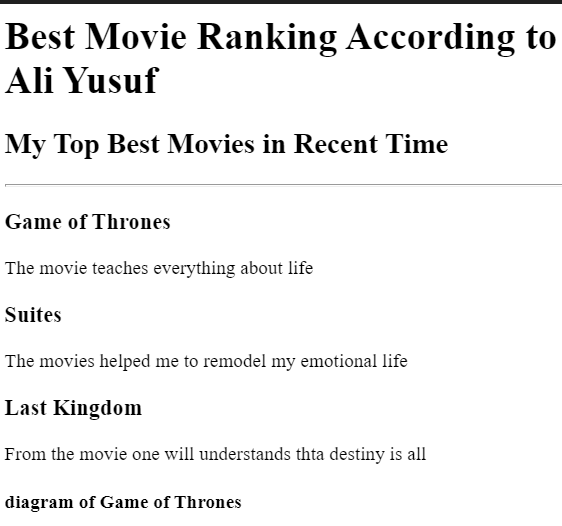 Best Movie Ranking According to
Ali Yusuf
My Top Best Movies in Recent Time
Game of Thrones
The movie teaches everything about life
Suites
The movies helped me to remodel my emotional life
Last Kingdom
From the movie one will understands thta destiny is all
diagram of Game of Thrones